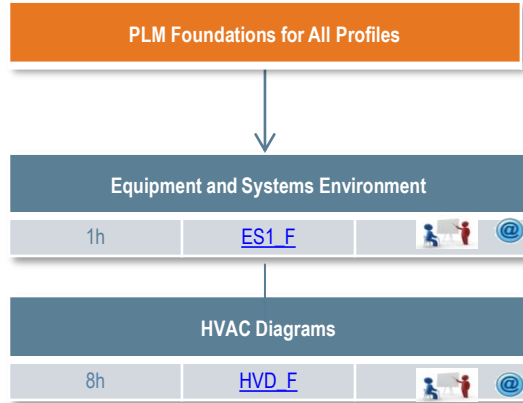 PLM Foundations for All Profiles
Equipment and Systems Environment
1h ES1_F @
HVAC Diagrams
8h HVD_F @